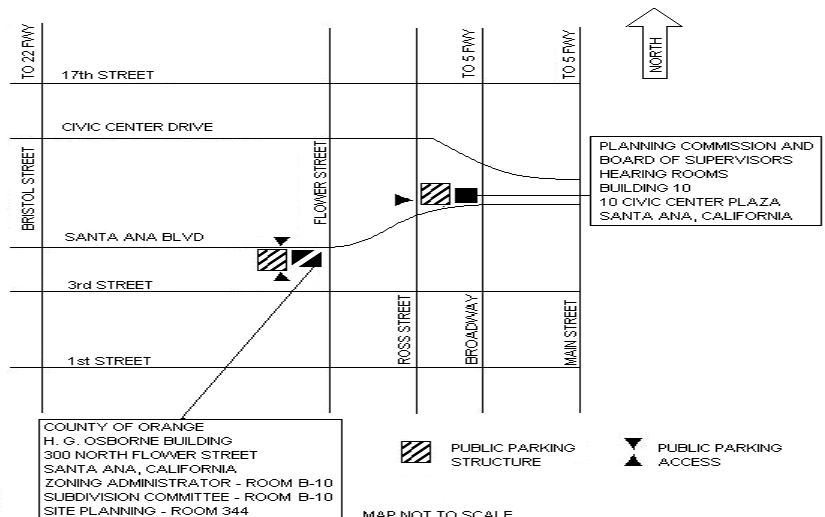 TO 22 FWY
TO 5 FWY
TO 5 FWY
NORTH
17th STREET
CIVIC CENTER DRIVE
BRISTOL STREET
FLOWER STREET
PLANNING COMMISSION AND
BOARD OF SUPERVISORS
HEARING ROOMS
BUILDING 10
10 CIVIC CENTER PLAZA
SANTA ANA, CALIFORNIA
SANTA ANA BLVD
3rd STREET
ROSS STREET
BROADWAY
MAIN STREET
1st STREET
COUNTY OF ORANGE
H. G. OSBORNE BUILDING
300 NORTH FLOWER STREET
SANTA ANA, CALIFORNIA
ZONING ADMINISTRATOR - ROOM B-10
SUBDIVISION COMMITTEE - ROOM B-10
SITE PLANNING - ROOM 344
PUBLIC PARKING
STRUCTURE
PUBLIC PARKING
ACCESS
MAP NOT TO SCALE